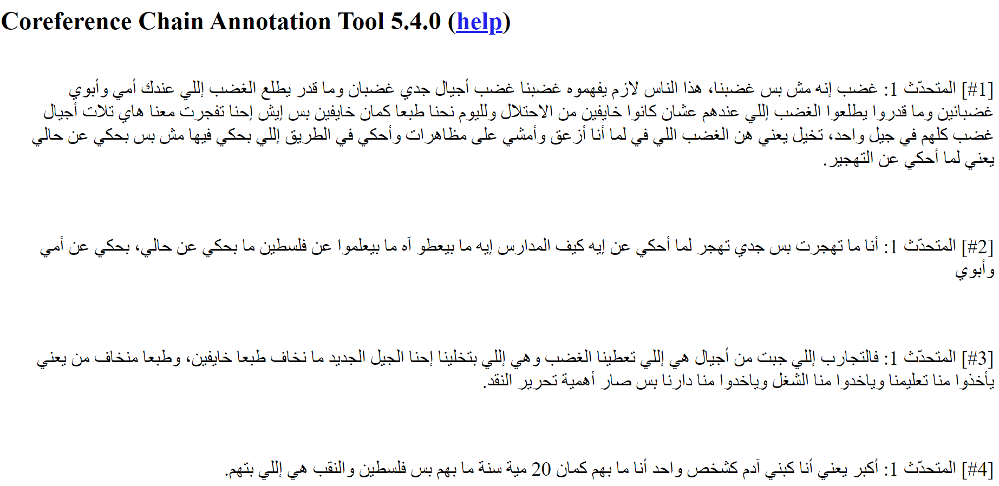 Coreference Chain Annotation Tool 5.4.0 (help)
[#1] المتحدّث 1: غضب إنه مش بس غضبنا، هذا الناس لازم يفهموه غضبنا غضب أجيال جدي غضبان وما قدر يطلع الغضب إللي عندك أمي وأبوي
غضبانين وما قدروا يطلعوا الغضب إللي عندهم عشان كانوا خايفين من الاحتلال ولليوم نحنا طبعا كمان خايفين بس إيش إحنا تفجرت معنا هاي تلات أجيال
غضب كلهم في جيل واحد، تخيل يعني هن الغضب اللي في لما أنا أزعق وأمشي على مظاهرات وأحكي في الطريق إللي بحكي فيها مش بس بحكي عن حالي
يعني لما أحكي عن التهجير.
[#2] المتحدّث 1: أنا ما تهجرت بس جدي تهجر لما أحكي عن إيه كيف المدارس إيه ما بيعطو آه ما بيعلموا عن فلسطين ما بحكي عن حالي، بحكي عن أمي
وأبوي
[#3] المتحدّث 1: فالتجارب إللي جبت من أجيال هي إللي تعطينا الغضب وهي إللي بتخلينا إحنا الجيل الجديد ما نخاف طبعا خايفين، وطبعا منخاف من يعني
يأخذوا منا تعليمنا وياخدوا منا الشغل وياخدوا منا دارنا بس صار أهمية تحرير النقد.
[#4] المتحدّث 1: أكبر يعني أنا كبني آدم كشخص واحد أنا ما بهم كمان 20 مية سنة ما بهم بس فلسطين والنقب هي إللي بتهم.